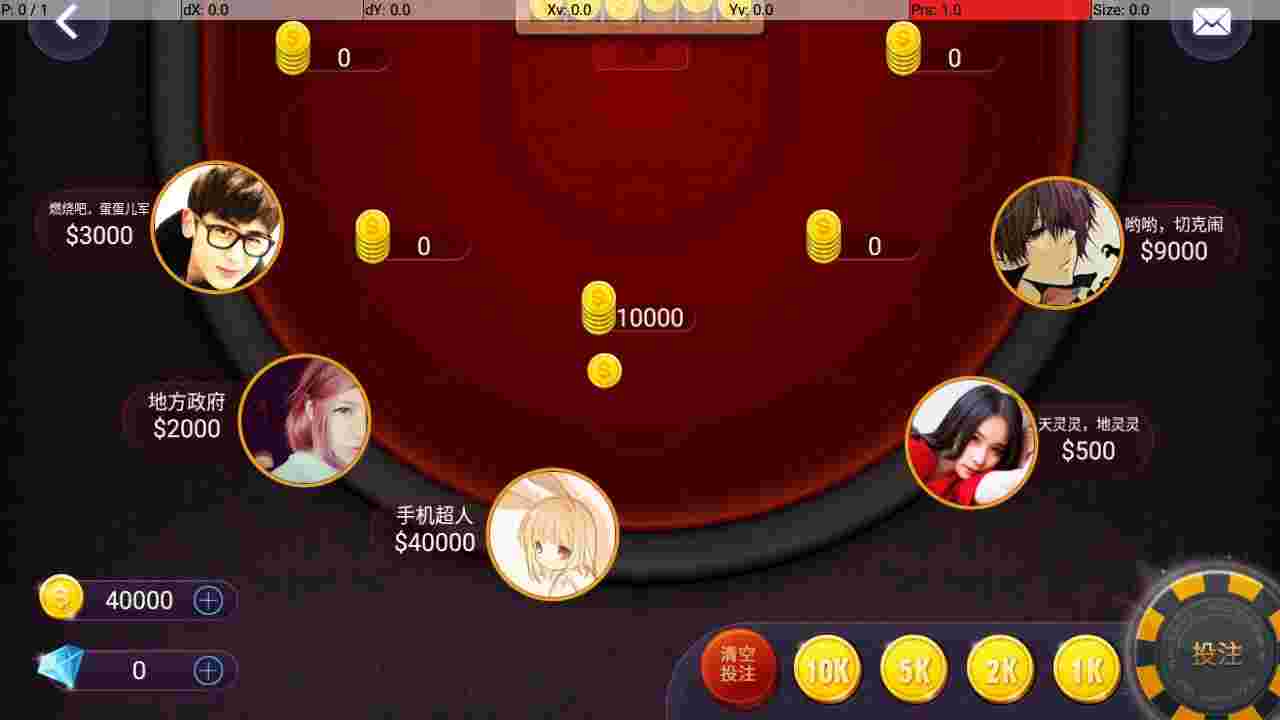 P: 0 / 1 dX: 0.0 dY: 0.0 Xv: 0.0 Yv: 0.0 Prs: 1.0 Size: 0.0
0
0
燃烧吧，蛋蛋儿军
$3000
0
0
哟哟，切克闹
$9000
10000
地方政府
$2000
天灵灵，地灵灵
$500
手机超人
$40000
40000
0
清空
投注
10K
5K
2K
1K
投注